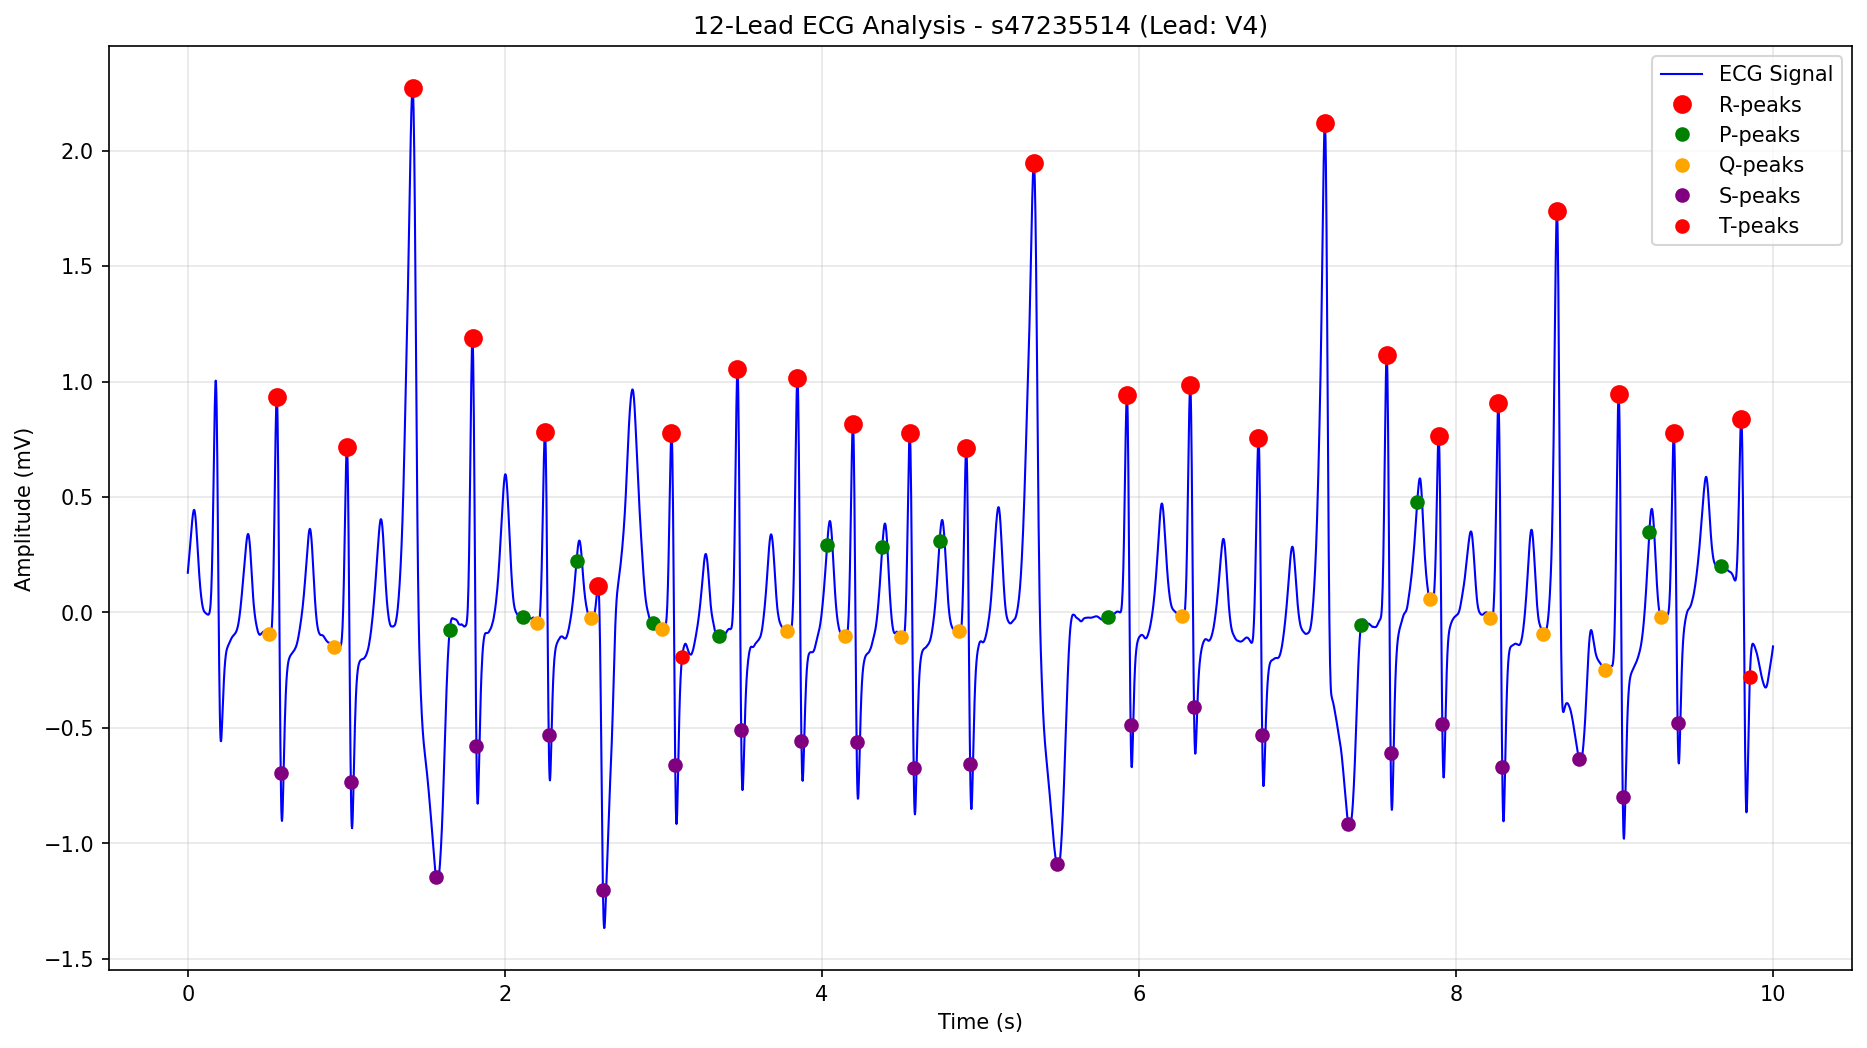 12-Lead ECG Analysis - s47235514 (Lead: V4)
ECG Signal
R-peaks
P-peaks
Q-peaks
S-peaks
T-peaks
Amplitude (mV)
2.0
1.5
1.0
0.5
0.0
−0.5
−1.0
−1.5
0 2 4 6 8 10
Time (s)